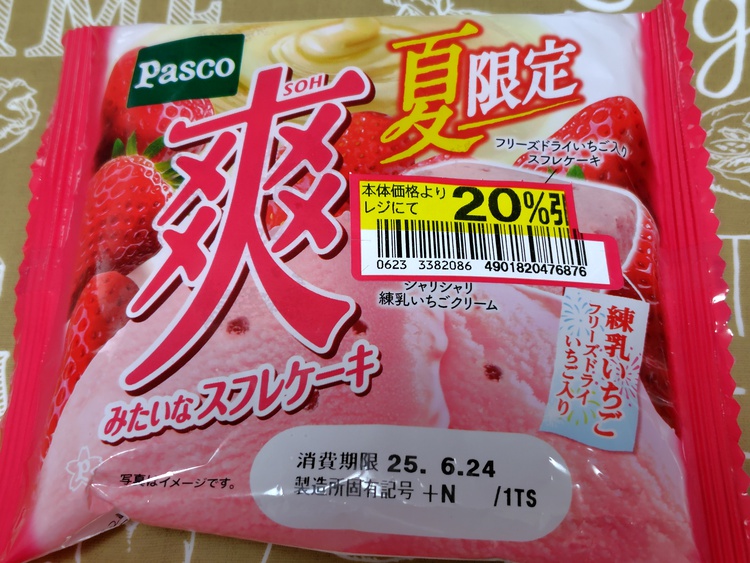 Pasco
SOH
爽
みたいなスフレケーキ
夏限定
フリーズドライいちご入り
スフレケーキ
本体価格より
レジにて
20%引
0623 3382086 4901820476876
シャリシャリ
練乳いちごクリーム
練乳いちご
フリーズドライ
いちご入り
消費期限 25. 6.24
製造所固有記号 +N /1TS
写真はイメージです。